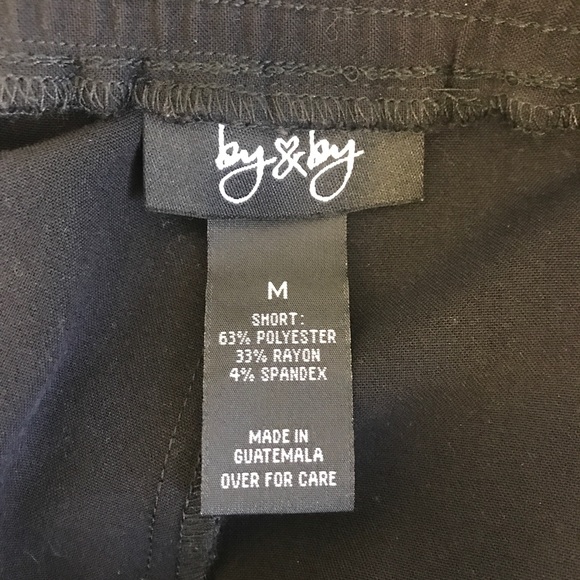 by&by
M
SHORT:
63% POLYESTER
33% RAYON
4% SPANDEX
MADE IN
GUATEMALA
OVER FOR CARE